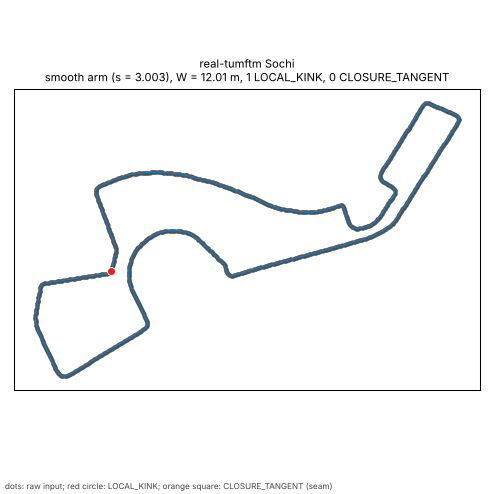 real-tumftm Sochi
smooth arm (s = 3.003), W = 12.01 m, 1 LOCAL_KINK, 0 CLOSURE_TANGENT
dots: raw input; red circle: LOCAL_KINK; orange square: CLOSURE_TANGENT (seam)